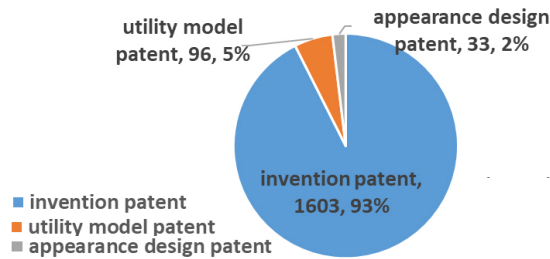 utility model
patent, 96, 5%
appearance design
patent, 33, 2%
invention patent,
1603, 93%
invention patent
utility model patent
appearance design patent